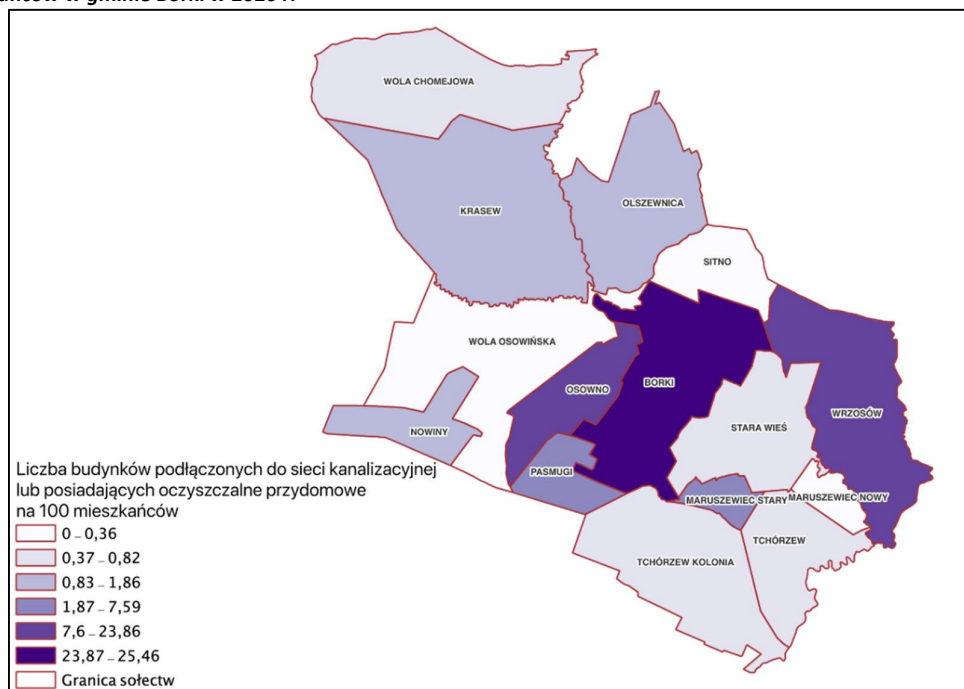 w gminie Borki w
WOLA CHOMEJOWA
KRASEW
OLSZEWNICA
SITNO
WOLA OSOWIŃSKA
OSOWNO
BORKI
WRZOSÓW
NOWINY
STARA WIEŚ
PASMUGI
MARUSZEWIEC STARY
MARUSZEWIEC NOWY
TCHÓRZEW
TCHÓRZEW KOLONIA
Liczba budynków podłączonych do sieci kanalizacyjnej
lub posiadających oczyszczalne przydomowe
na 100 mieszkańców
0 – 0,36
0,37 – 0,82
0,83 – 1,86
1,87 – 7,59
7,6 – 23,86
23,87 – 25,46
Granica sołectw